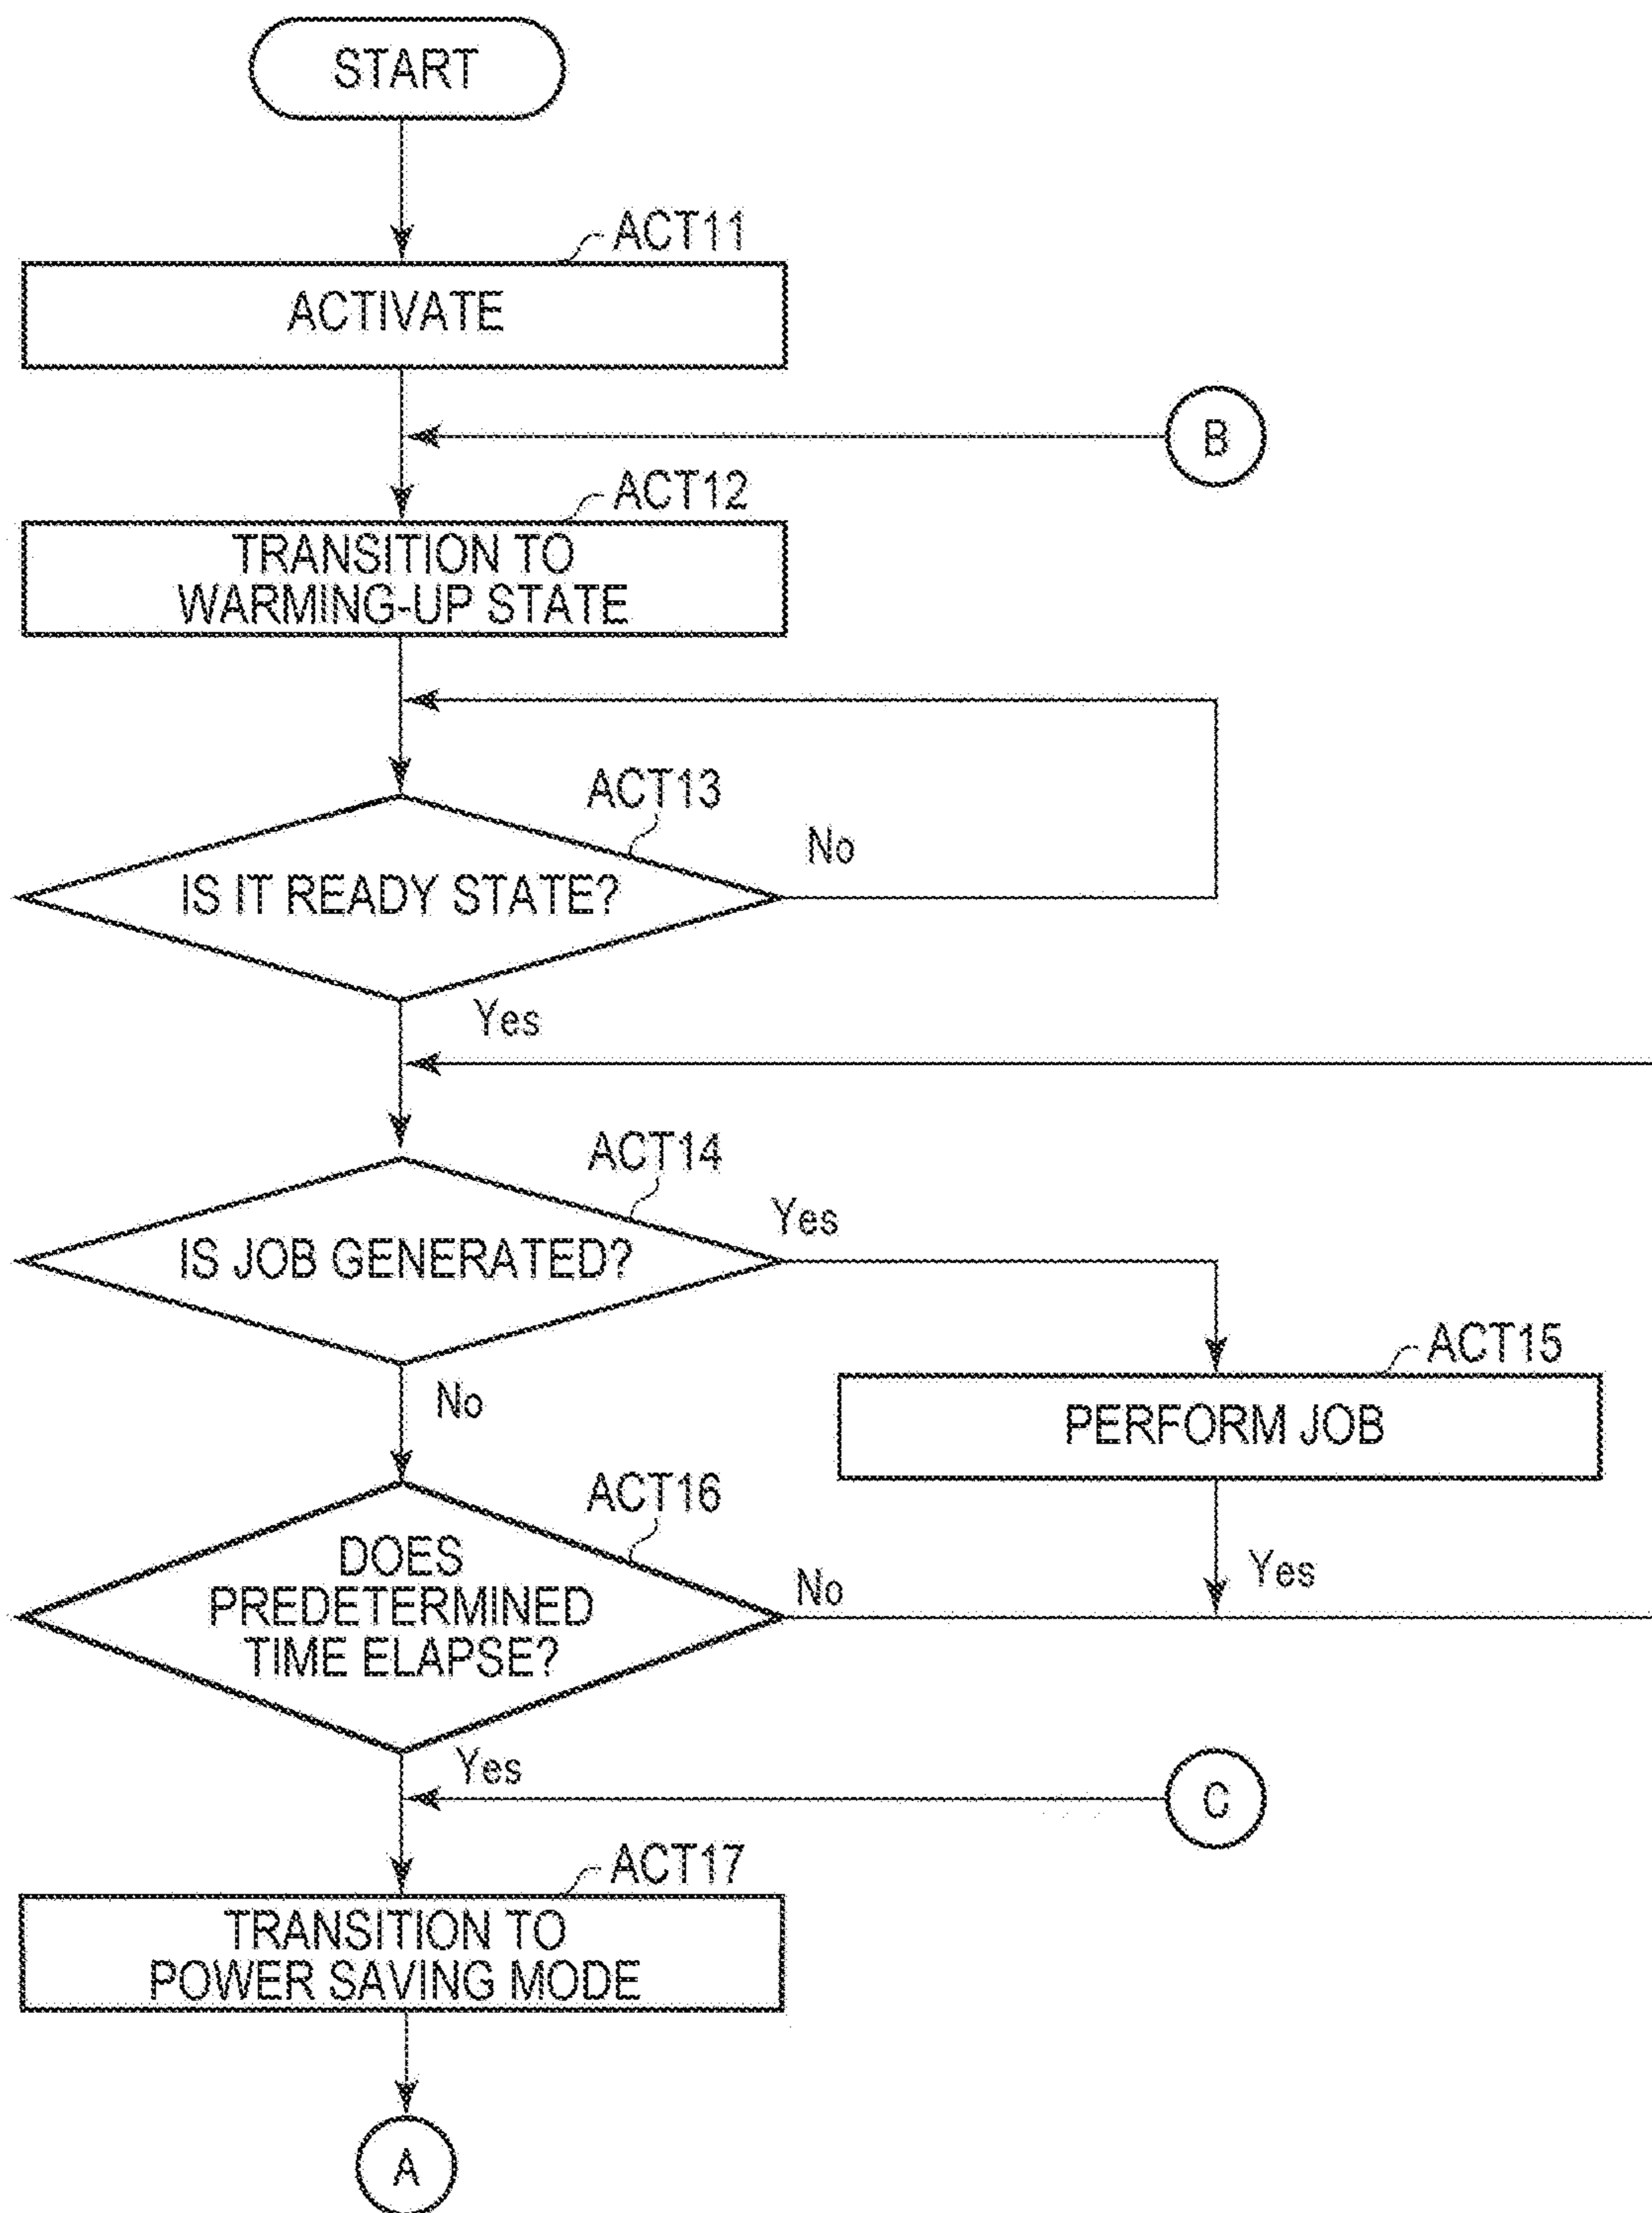 START
ACT11
ACTIVATE
B
ACT12
TRANSITION TO
WARMING-UP STATE
ACT13
No
IS IT READY STATE?
Yes
ACT14
Yes
IS JOB GENERATED?
ACT15
No
PERFORM JOB
ACT16
DOES
PREDETERMINED
TIME ELAPSE?
No
Yes
Yes
C
ACT17
TRANSITION TO
POWER SAVING MODE
A